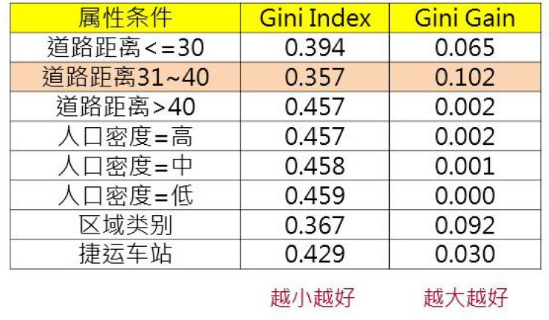 属性条件 Gini Index Gini Gain
道路距离<=30 0.394 0.065
道路距离31~40 0.357 0.102
道路距离>40 0.457 0.002
人口密度=高 0.457 0.002
人口密度=中 0.458 0.001
人口密度=低 0.459 0.000
区域类别 0.367 0.092
捷运车站 0.429 0.030
越小越好 越大越好